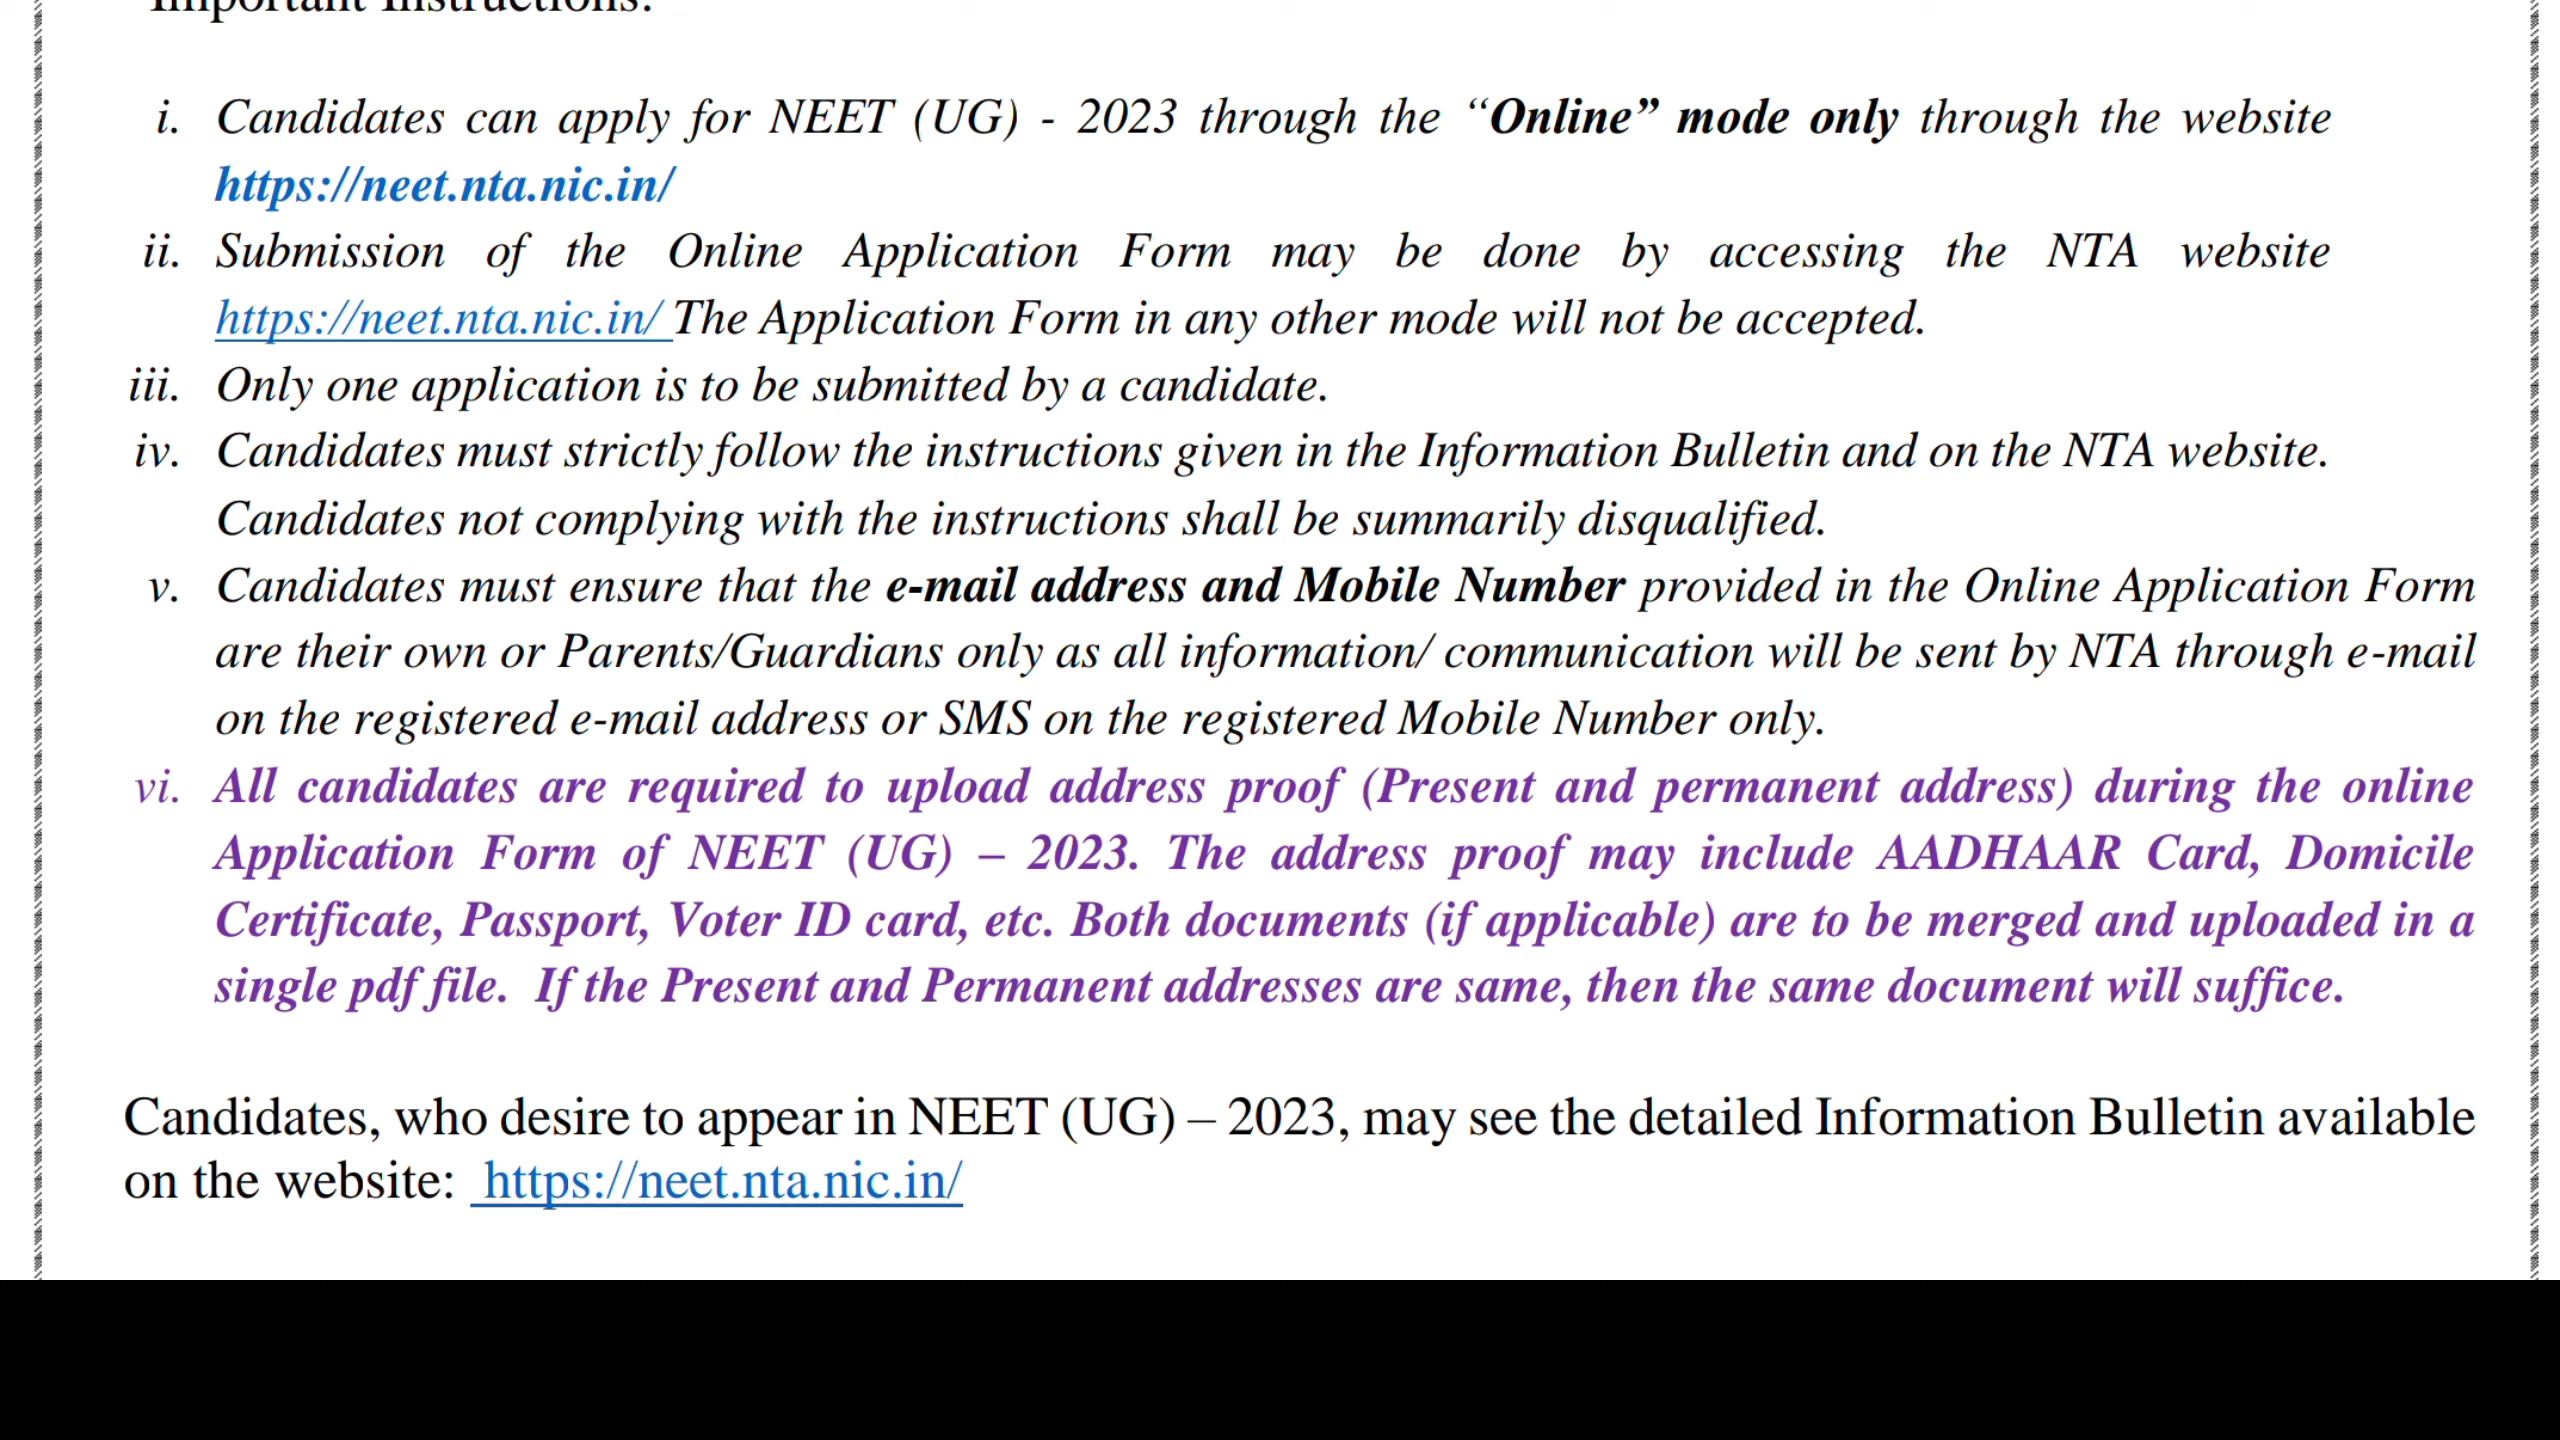 Important Instructions:
i. Candidates can apply for NEET (UG) - 2023 through the “Online” mode only through the website
https://neet.nta.nic.in/
ii. Submission of the Online Application Form may be done by accessing the NTA website
https://neet.nta.nic.in/ The Application Form in any other mode will not be accepted.
iii. Only one application is to be submitted by a candidate.
iv. Candidates must strictly follow the instructions given in the Information Bulletin and on the NTA website.
Candidates not complying with the instructions shall be summarily disqualified.
v. Candidates must ensure that the e-mail address and Mobile Number provided in the Online Application Form
are their own or Parents/Guardians only as all information/ communication will be sent by NTA through e-mail
on the registered e-mail address or SMS on the registered Mobile Number only.
vi. All candidates are required to upload address proof (Present and permanent address) during the online
Application Form of NEET (UG) – 2023. The address proof may include AADHAAR Card, Domicile
Certificate, Passport, Voter ID card, etc. Both documents (if applicable) are to be merged and uploaded in a
single pdf file. If the Present and Permanent addresses are same, then the same document will suffice.
Candidates, who desire to appear in NEET (UG) – 2023, may see the detailed Information Bulletin available
on the website: https://neet.nta.nic.in/